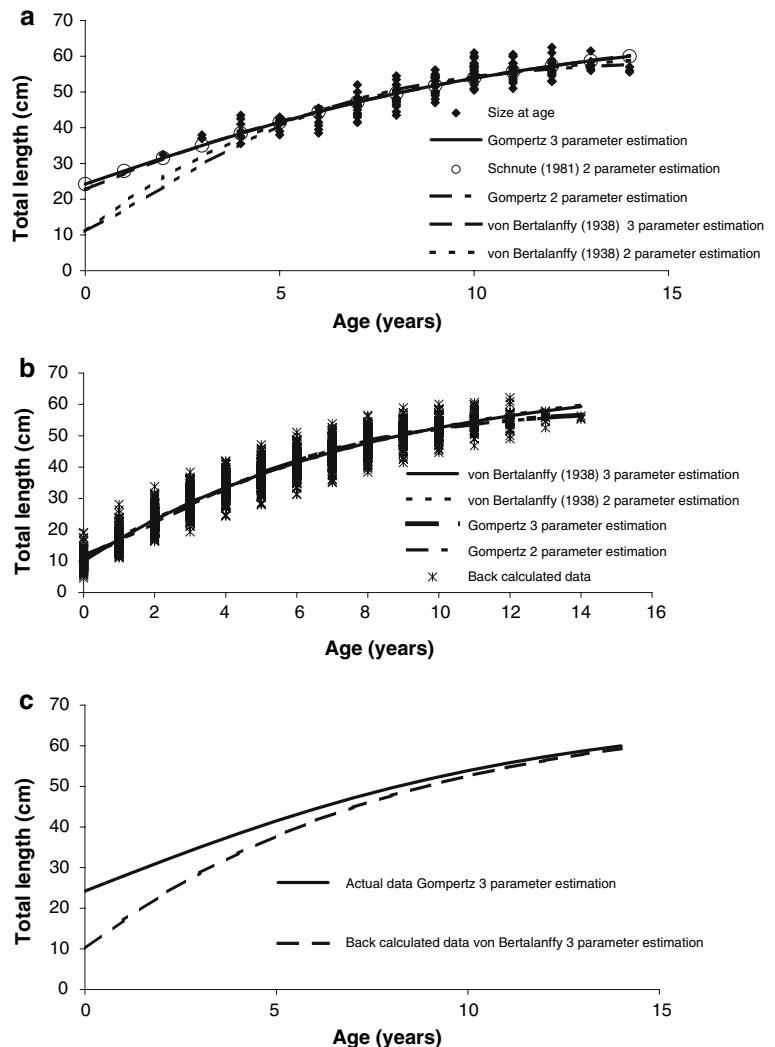 a
70
60
50
40
30
20
10
0
Total length (cm)
Size at age
Gompertz 3 parameter estimation
Schnute (1981) 2 parameter estimation
Gompertz 2 parameter estimation
von Bertalanffy (1938) 3 parameter estimation
von Bertalanffy (1938) 2 parameter estimation
0 5 10 15
Age (years)
b
70
60
50
40
30
20
10
0
Total length (cm)
von Bertalanffy (1938) 3 parameter estimation
von Bertalanffy (1938) 2 parameter estimation
Gompertz 3 parameter estimation
Gompertz 2 parameter estimation
Back calculated data
0 2 4 6 8 10 12 14 16
Age (years)
c
70
60
50
40
30
20
10
0
Total length (cm)
Actual data Gompertz 3 parameter estimation
Back calculated data von Bertalanffy 3 parameter estimation
0 5 10 15
Age (years)